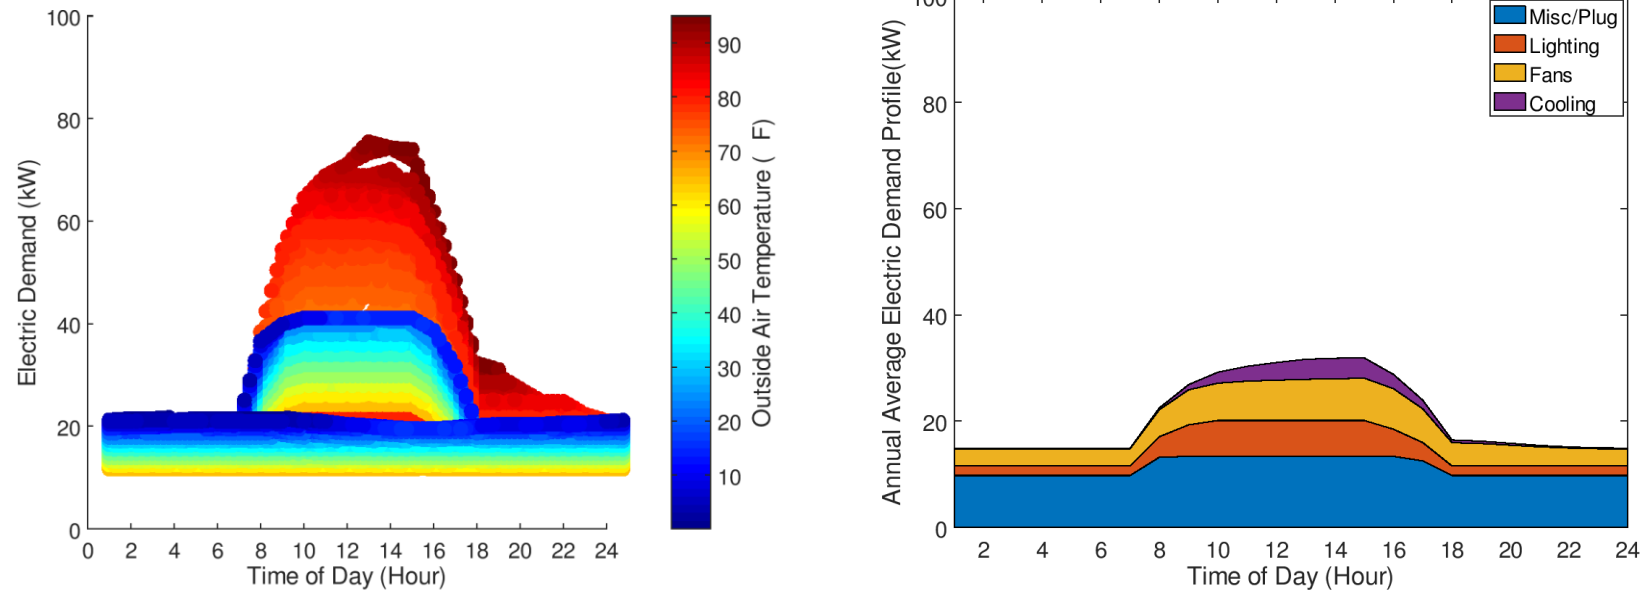 100
80
60
40
20
0
0 2 4 6 8 10 12 14 16 18 20 22 24
Time of Day (Hour)
Electric Demand (kW)
90
80
70
60
50
40
30
20
10
Outside Air Temperature ( F)
100
80
60
40
20
0
2 4 6 8 10 12 14 16 18 20 22 24
Time of Day (Hour)
Annual Average Electric Demand Profile(kW)
Misc/Plug
Lighting
Fans
Cooling